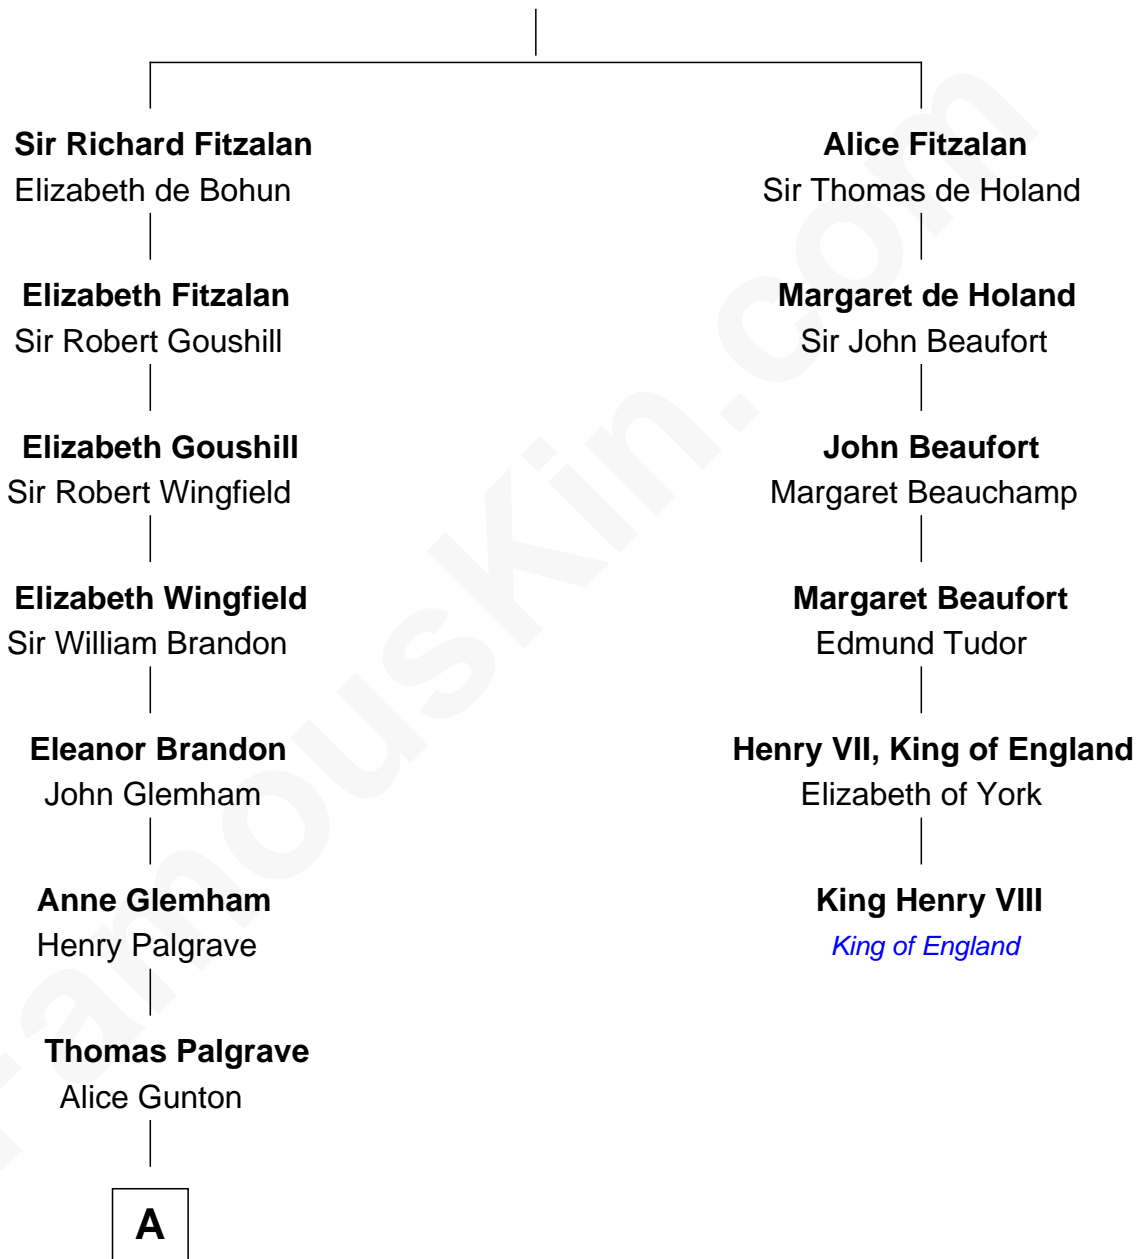 Sir Richard Fitzalan
Elizabeth de Bohun
Elizabeth Fitzalan
Sir Robert Goushill
Elizabeth Goushill
Sir Robert Wingfield
Elizabeth Wingfield
Sir William Brandon
Eleanor Brandon
John Glemham
Anne Glemham
Henry Palgrave
Thomas Palgrave
Alice Gunton
A
Alice Fitzalan
Sir Thomas de Holand
Margaret de Holand
Sir John Beaufort
John Beaufort
Margaret Beauchamp
Margaret Beaufort
Edmund Tudor
Henry VII, King of England
Elizabeth of York
King Henry VIII
King of England
FamousKin.com